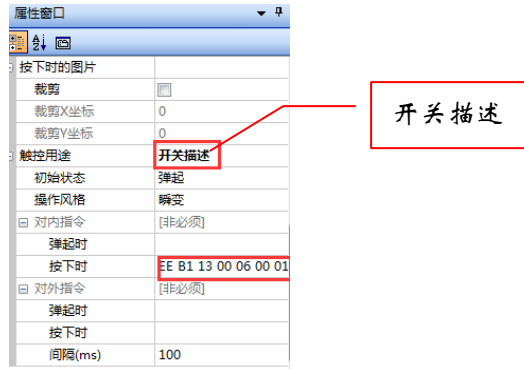 属性窗口
按下时的图片
裁剪
裁剪X坐标 0
裁剪Y坐标 0
触控用途 开关描述
初始状态 弹起
操作风格 瞬变
对内指令 [非必须]
弹起时
按下时 EE B1 13 00 06 00 01
对外指令 [非必须]
弹起时
按下时
间隔(ms) 100
开关描述